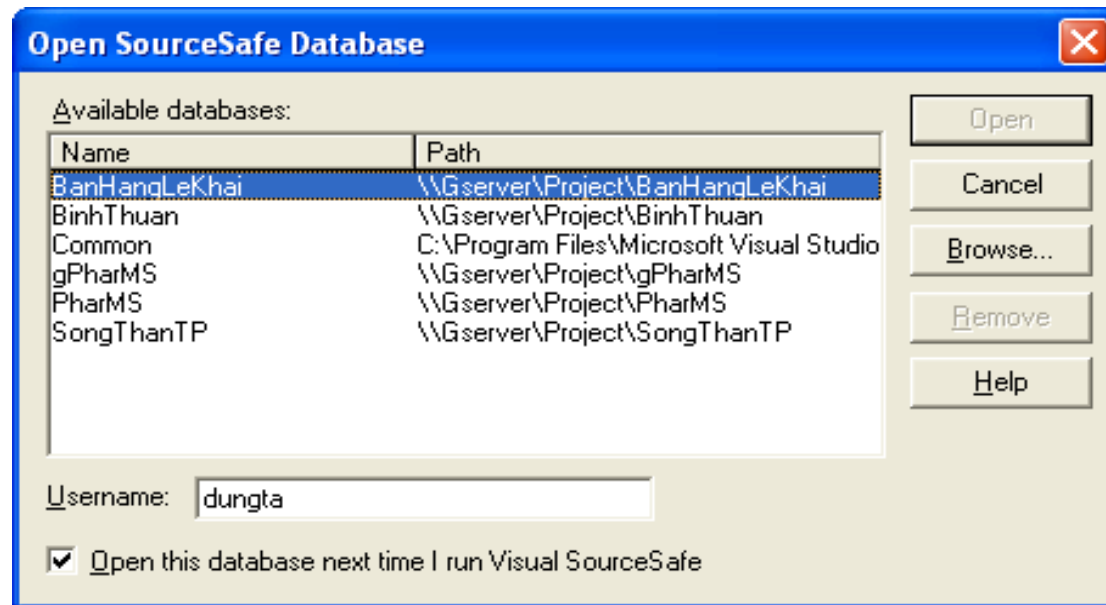 Open SourceSafe Database
Available databases:
Name Path
BanHangLeKhai \\Gserver\Project\BanHangLeKhai
BinhThuan \\Gserver\Project\BinhThuan
Common C:\Program Files\Microsoft Visual Studio
gPharMS \\Gserver\Project\gPharMS
PharMS \\Gserver\Project\PharMS
SongThanTP \\Gserver\Project\SongThanTP
Open
Cancel
Browse...
Remove
Help
Username: dungta
Open this database next time I run Visual SourceSafe